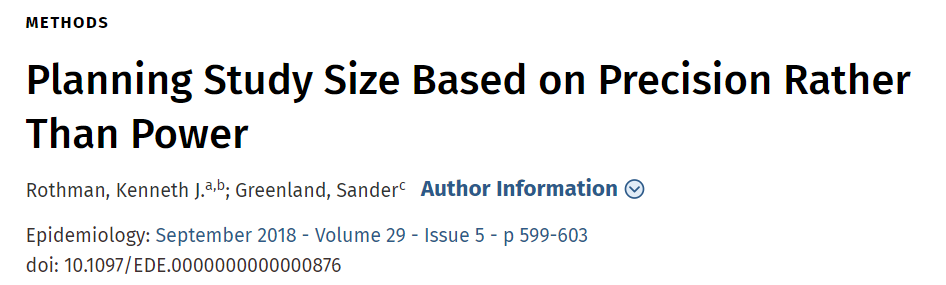 METHODS
Planning Study Size Based on Precision Rather
Than Power
Rothman, Kenneth J.a,b; Greenland, Sanderc Author Information
Epidemiology: September 2018 - Volume 29 - Issue 5 - p 599-603
doi: 10.1097/EDE.0000000000000876